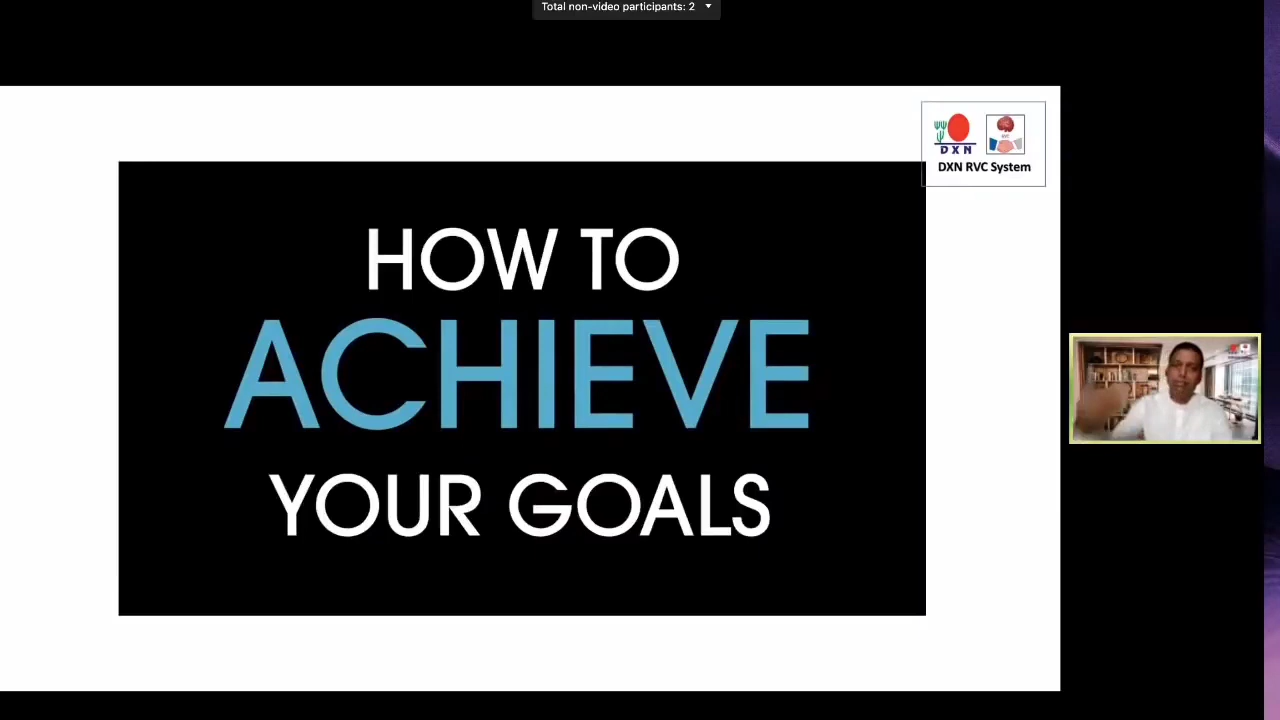 Total non-video participants: 2
DXN
DXN RVC System
HOW TO
ACHIEVE
YOUR GOALS